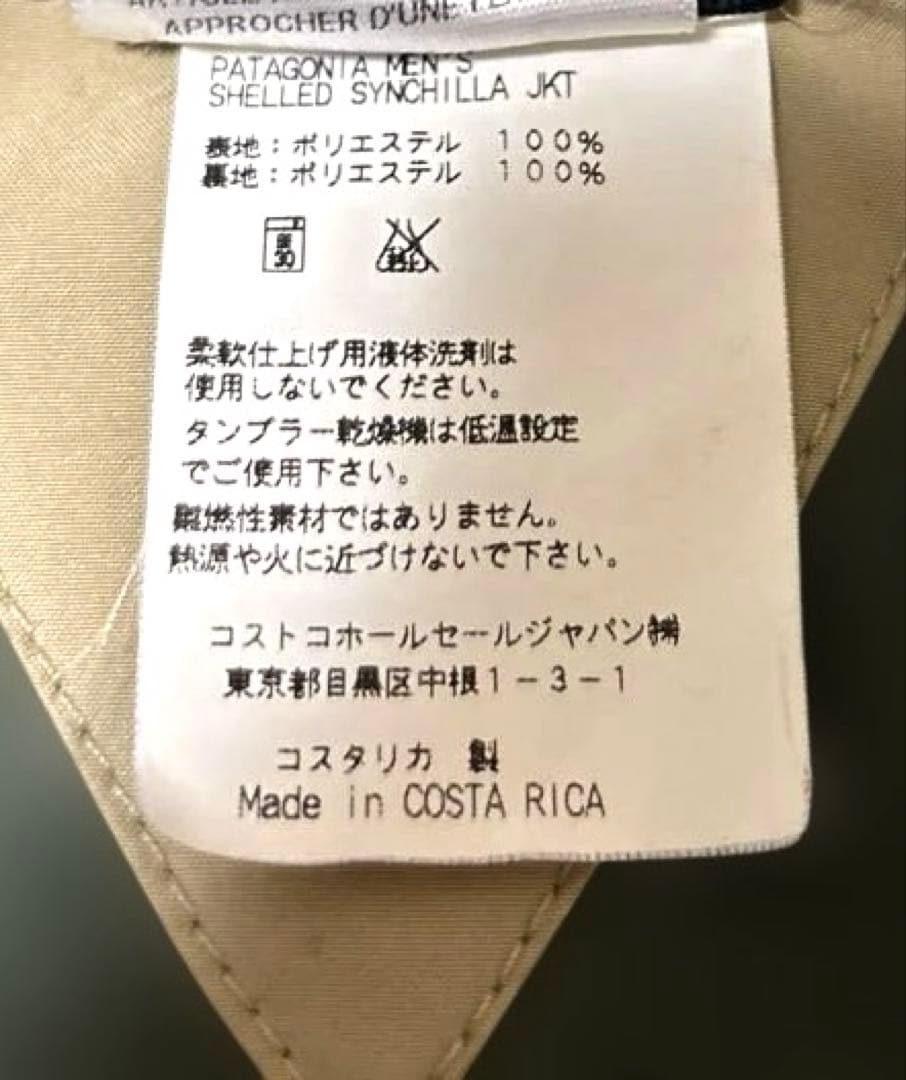 APPROCHER D'UNE
PATAGONIA MEN'S
SHELLED SYNCHILLA JKT
表地:ポリエステル 100%
裏地:ポリエステル 100%
30
柔軟仕上げ用液体洗剤は
使用しないでください。
タンブラー乾燥機は低温設定
でご使用下さい。
難燃性素材ではありません。
熱源や火に近づけないで下さい。
コストコホールセールジャパン㈱
東京都目黒区中根1-3-1
コスタリカ 製
Made in COSTA RICA